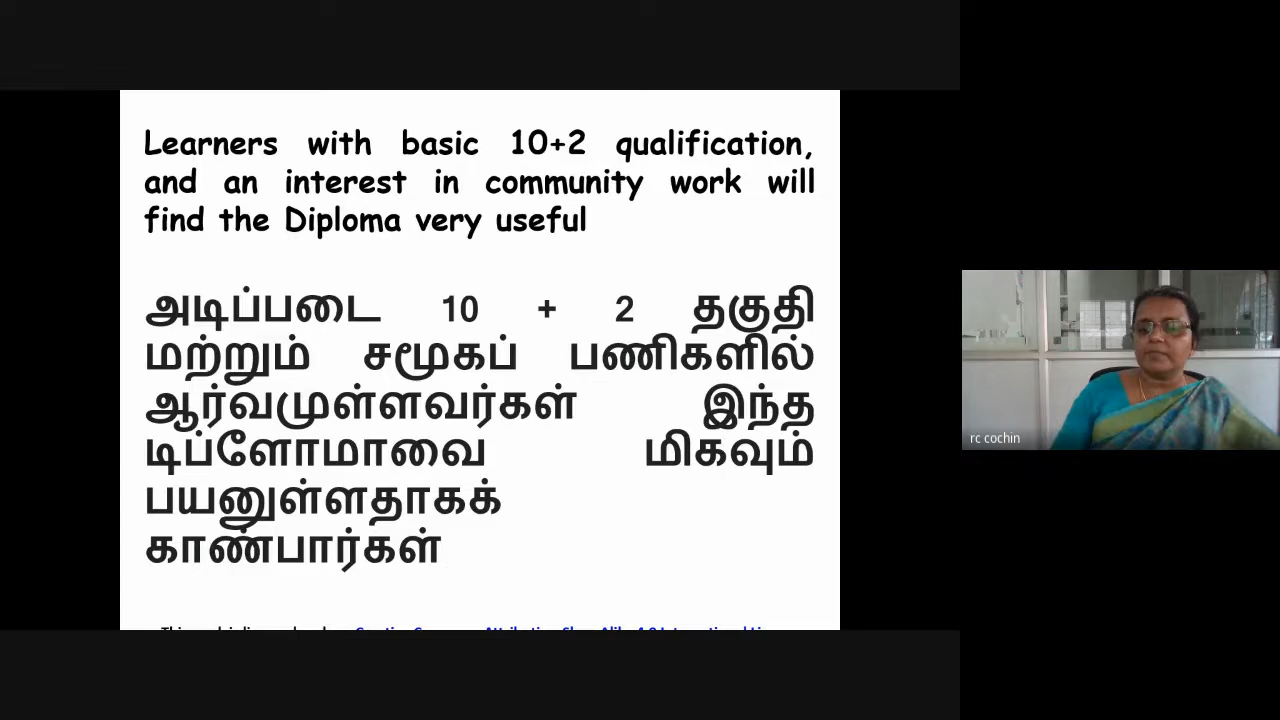 Learners with basic 10+2 qualification,
and an interest in community work will
find the Diploma very useful
அடிப்படை 10 + 2 தகுதி
மற்றும் சமூகப் பணிகளில்
ஆர்வமுள்ளவர்கள் இந்த
டிப்ளோமாவை மிகவும்
பயனுள்ளதாகக்
காண்பார்கள்
rc cochin